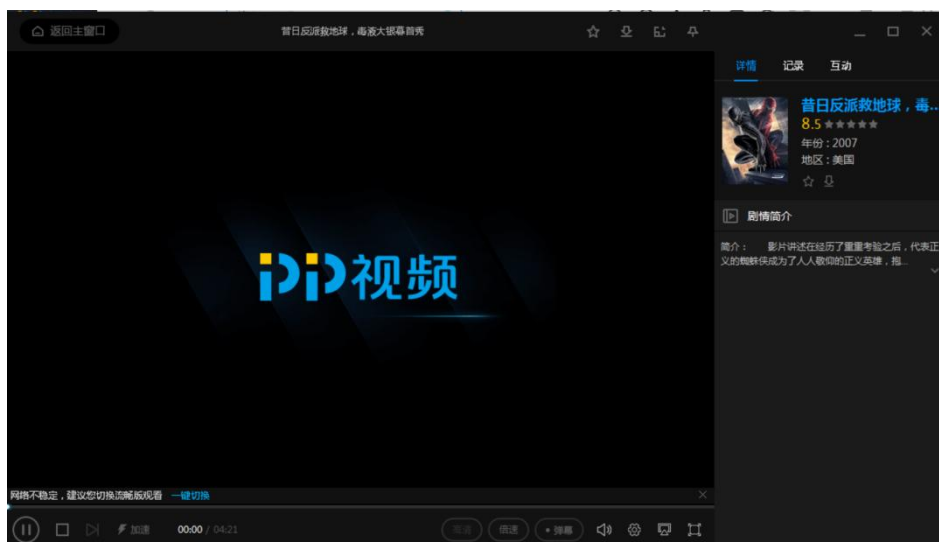 返回主窗口
昔日反派救地球,毒液大银幕首秀
详情 记录 互动
昔日反派救地球,毒...
8.5
年份:2007
地区:美国
剧情简介
简介: 影片讲述在经历了重重考验之后,代表正
义的蜘蛛侠成为了人人敬仰的正义英雄,抱...
PP视频
网络不稳定,建议您切换流畅版观看 一键切换
加速 00:00 / 04:21 倍速 弹幕